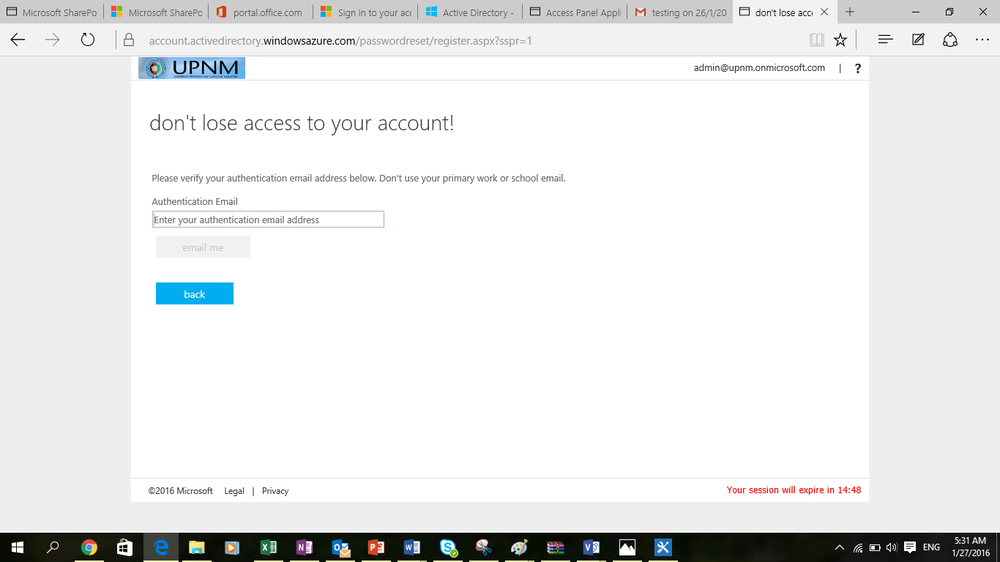 Microsoft SharePo
Microsoft SharePo
portal.office.com
Sign in to your acc
Active Directory -
Access Panel Appli
testing on 26/1/20
don't lose acc
account.activedirectory.windowsazure.com/passwordreset/register.aspx?sspr=1
UPNM
UNIVERSITI PERTAHANAN NASIONAL MALAYSIA
admin@upnm.onmicrosoft.com | ?
don't lose access to your account!
Please verify your authentication email address below. Don't use your primary work or school email.
Authentication Email
Enter your authentication email address
email me
back
©2016 Microsoft Legal | Privacy
Your session will expire in 14:48
ENG
5:31 AM
1/27/2016